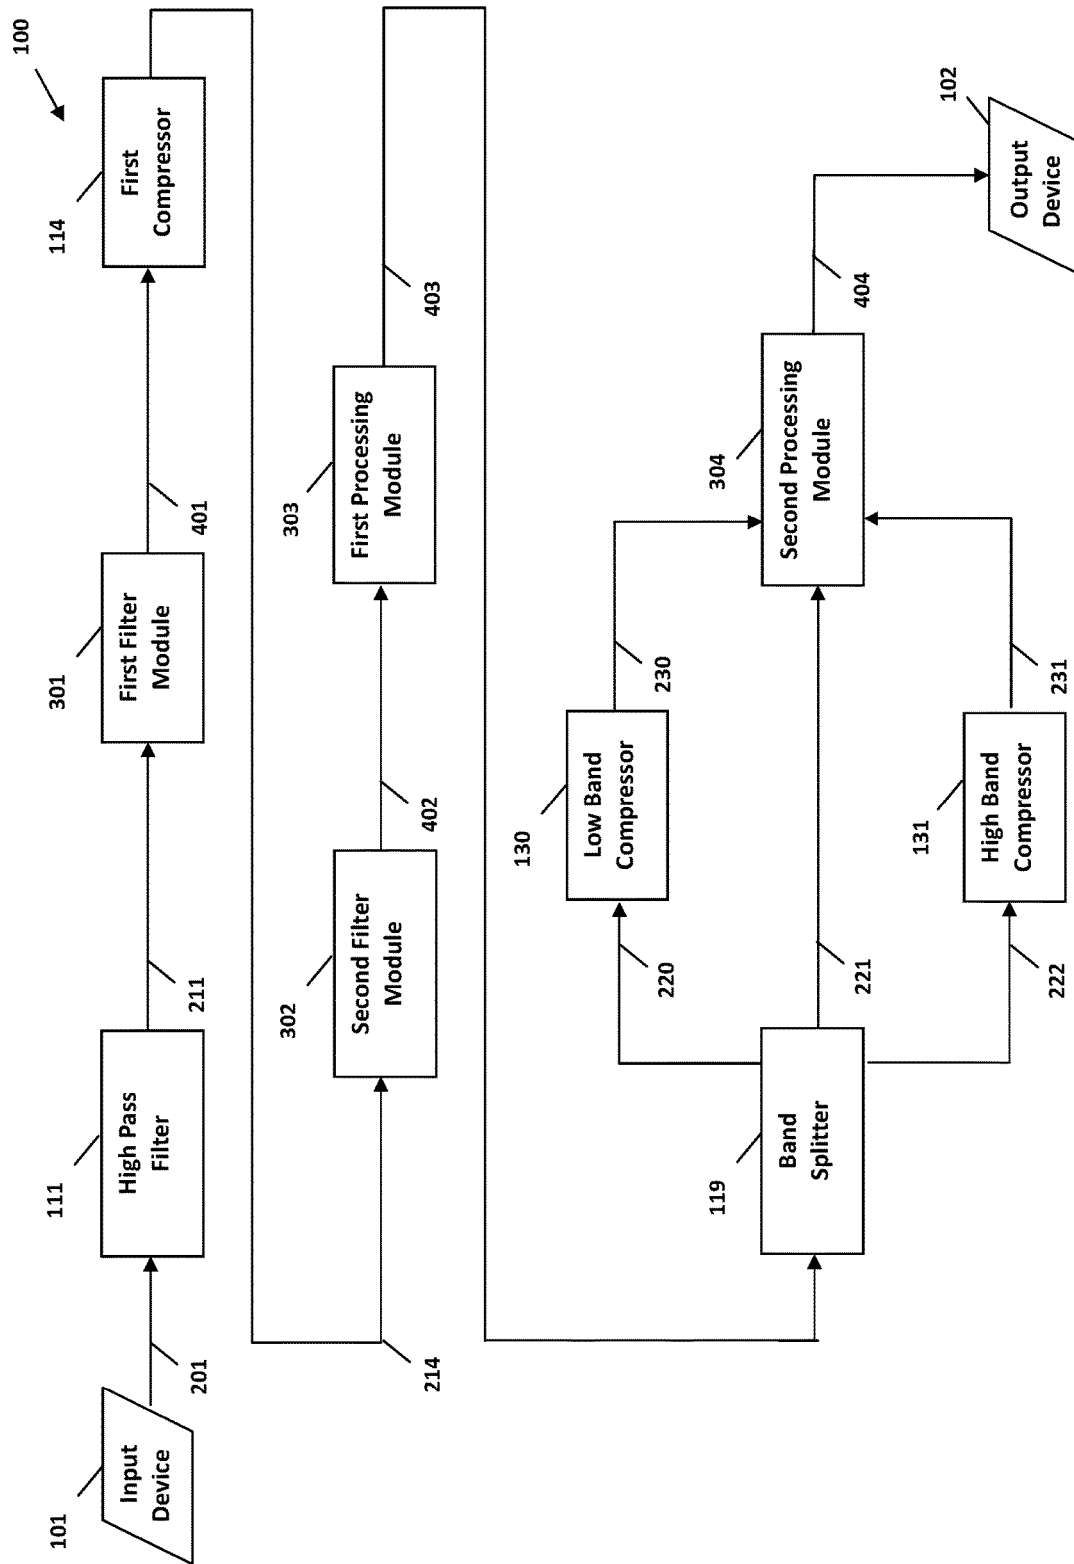 100
101
Input
Device
201
111
High Pass
Filter
211
301
First Filter
Module
401
114
First
Compressor
214
302
Second Filter
Module
402
303
First Processing
Module
403
119
Band
Splitter
220
130
Low Band
Compressor
230
221
222
131
High Band
Compressor
231
304
Second Processing
Module
404
102
Output
Device